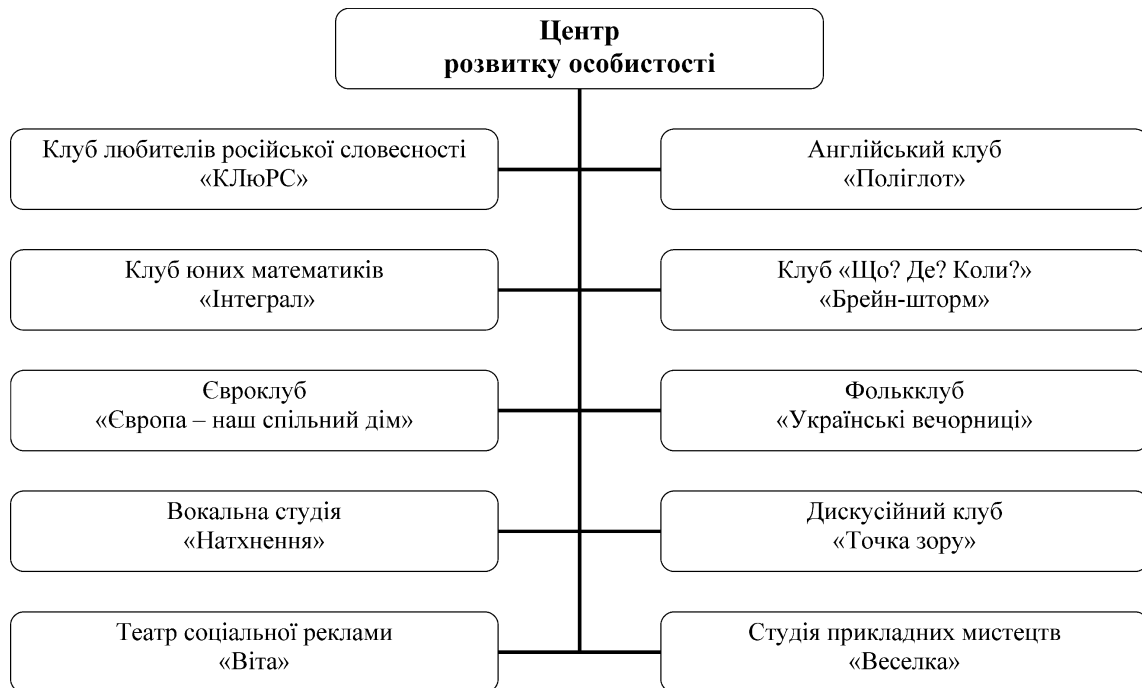 Центр
розвитку особистості
Клуб любителів російської словесності
«КЛюРС»
Англійський клуб
«Поліглот»
Клуб юних математиків
«Інтеграл»
Клуб «Що? Де? Коли?»
«Брейн-шторм»
Євроклуб
«Європа – наш спільний дім»
Фольккклуб
«Українські вечорниці»
Вокальна студія
«Натхнення»
Дискусійний клуб
«Точка зору»
Театр соціальної реклами
«Віта»
Студія прикладних мистецтв
«Веселка»